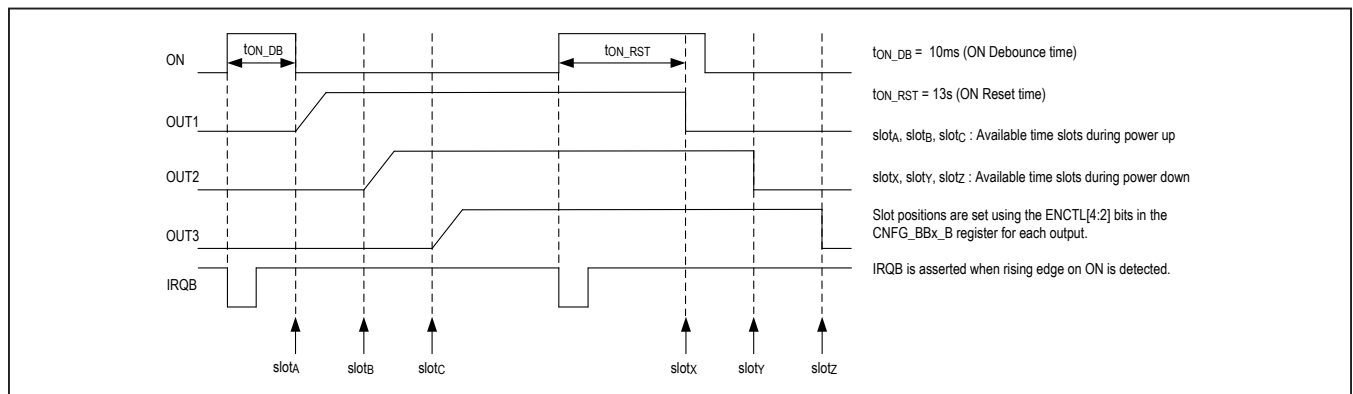 ON
tON_DB
tON_RST
tON_DB = 10ms (ON Debounce time)
tON_RST = 13s (ON Reset time)
OUT1
slotA, slotB, slotC : Available time slots during power up
OUT2
slotX, slotY, slotZ : Available time slots during power down
OUT3
Slot positions are set using the ENCTL[4:2] bits in the
CNFG_BBx_B register for each output.
IRQB
IRQB is asserted when rising edge on ON is detected.
slotA
slotB
slotC
slotX
slotY
slotZ